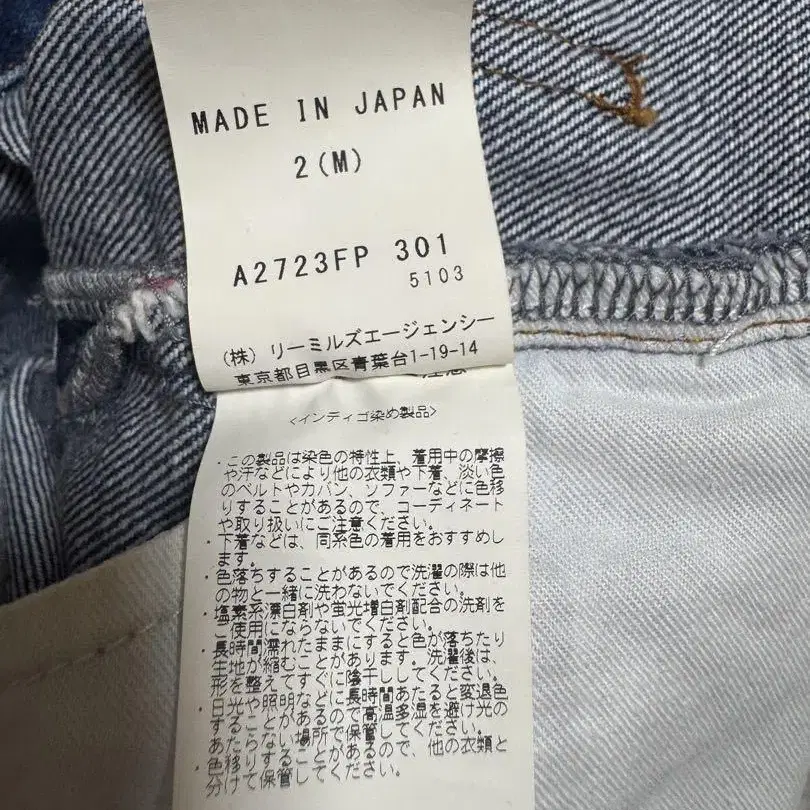 MADE IN JAPAN
2(M)
A2723FP 301
5103
(株) リーミルズエージェンシー
東京都目黒区青葉台1-19-14
<インディゴ染め製品>
・この製品は染色の特性上、着用中の摩擦
や汗などにより他の衣類や下着、淡い色
のベルトやカバン、ソファーなどに色移
りすることがあるので、コーディネート
や取り扱いにご注意ください。
・下着などは、同系色の着用をおすすめし
ます。
・色落ちすることがあるので洗濯の際は他
の物と一緒に洗わないでください。
・塩素系漂白剤や蛍光増白剤配合の洗剤を
ご使用にならないでください。
・長時間濡れたままにすると色が落ちたり
生地が縮むことがあります。洗濯後は、
形を整えてすぐに陰干ししてください。
・日光や照明などに長時間あたると変退色
することがあるので高温多湿を避け光の
あたらない場所で保管してください。
・色移りすることがあるので、他の衣類と
分けて保管してください。